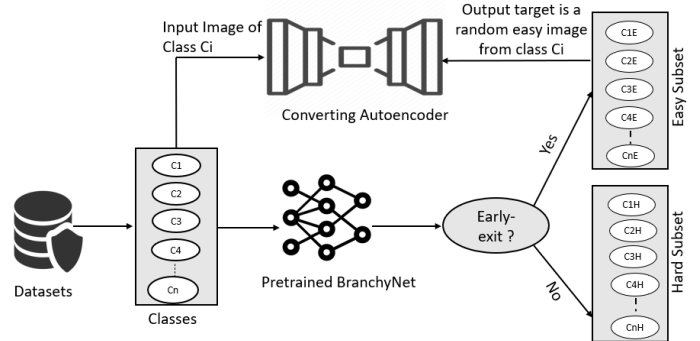 Input Image of
Class Ci
Output target is a
random easy image
from class Ci
Converting Autoencoder
C1E
C2E
C3E
C4E
CnE
Easy Subset
Datasets
C1
C2
C3
C4
Cn
Classes
Pretrained BranchyNet
Early-
exit ?
Yes
No
C1H
C2H
C3H
C4H
CnH
Hard Subset